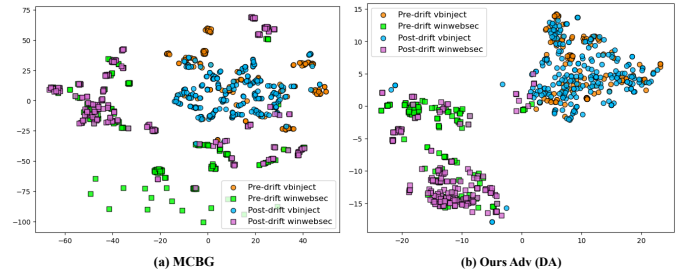 75
50
25
0
−25
−50
−75
−100
−60
−40
−20
0
20
40
Pre-drift vbinject
Pre-drift winwebsec
Post-drift vbinject
Post-drift winwebsec
(a) MCBG
15
10
5
0
−5
−10
−15
−20
−10
0
10
20
Pre-drift vbinject
Pre-drift winwebsec
Post-drift vbinject
Post-drift winwebsec
(b) Ours Adv (DA)